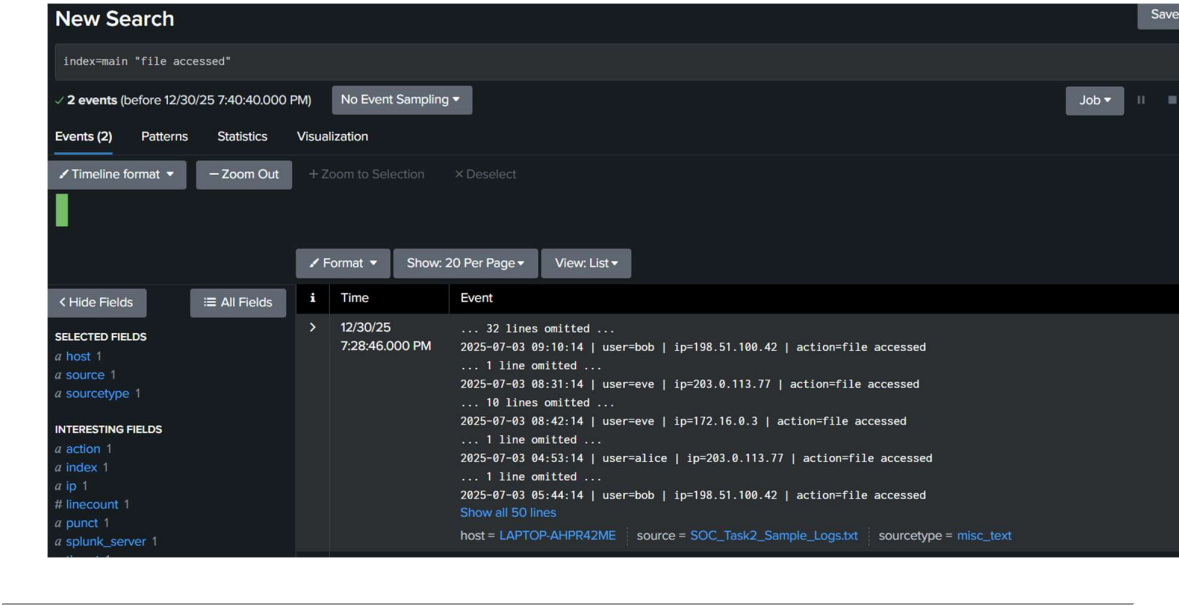 New Search
Save
index=main "file accessed"
✓ 2 events (before 12/30/25 7:40:40.000 PM)
No Event Sampling ▾
Job ▾
Events (2)
Patterns
Statistics
Visualization
Timeline format ▾
– Zoom Out
+ Zoom to Selection
× Deselect
Format ▾
Show: 20 Per Page ▾
View: List ▾
< Hide Fields
All Fields
i
Time
Event
SELECTED FIELDS
a host 1
a source 1
a sourcetype 1
INTERESTING FIELDS
a action 1
a index 1
a ip 1
# linecount 1
a punct 1
a splunk_server 1
>
12/30/25
7:28:46.000 PM
... 32 lines omitted ...
2025-07-03 09:10:14 | user=bob | ip=198.51.100.42 | action=file accessed
... 1 line omitted ...
2025-07-03 08:31:14 | user=eve | ip=203.0.113.77 | action=file accessed
... 10 lines omitted ...
2025-07-03 08:42:14 | user=eve | ip=172.16.0.3 | action=file accessed
... 1 line omitted ...
2025-07-03 04:53:14 | user=alice | ip=203.0.113.77 | action=file accessed
... 1 line omitted ...
2025-07-03 05:44:14 | user=bob | ip=198.51.100.42 | action=file accessed
Show all 50 lines
host = LAPTOP-AHPR42ME
source = SOC_Task2_Sample_Logs.txt
sourcetype = misc_text